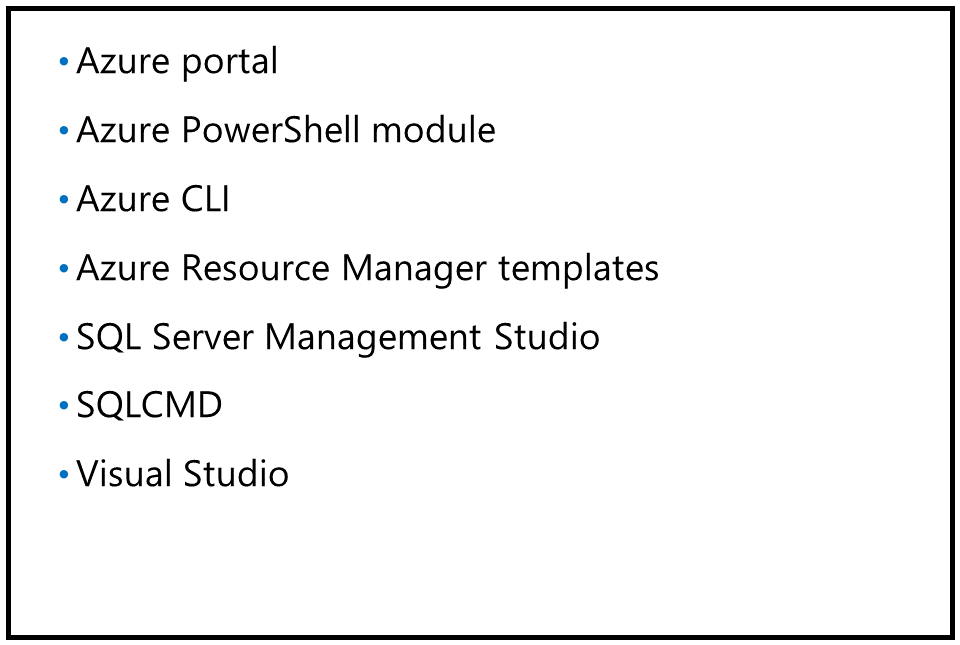 • Azure portal
• Azure PowerShell module
• Azure CLI
• Azure Resource Manager templates
• SQL Server Management Studio
• SQLCMD
• Visual Studio